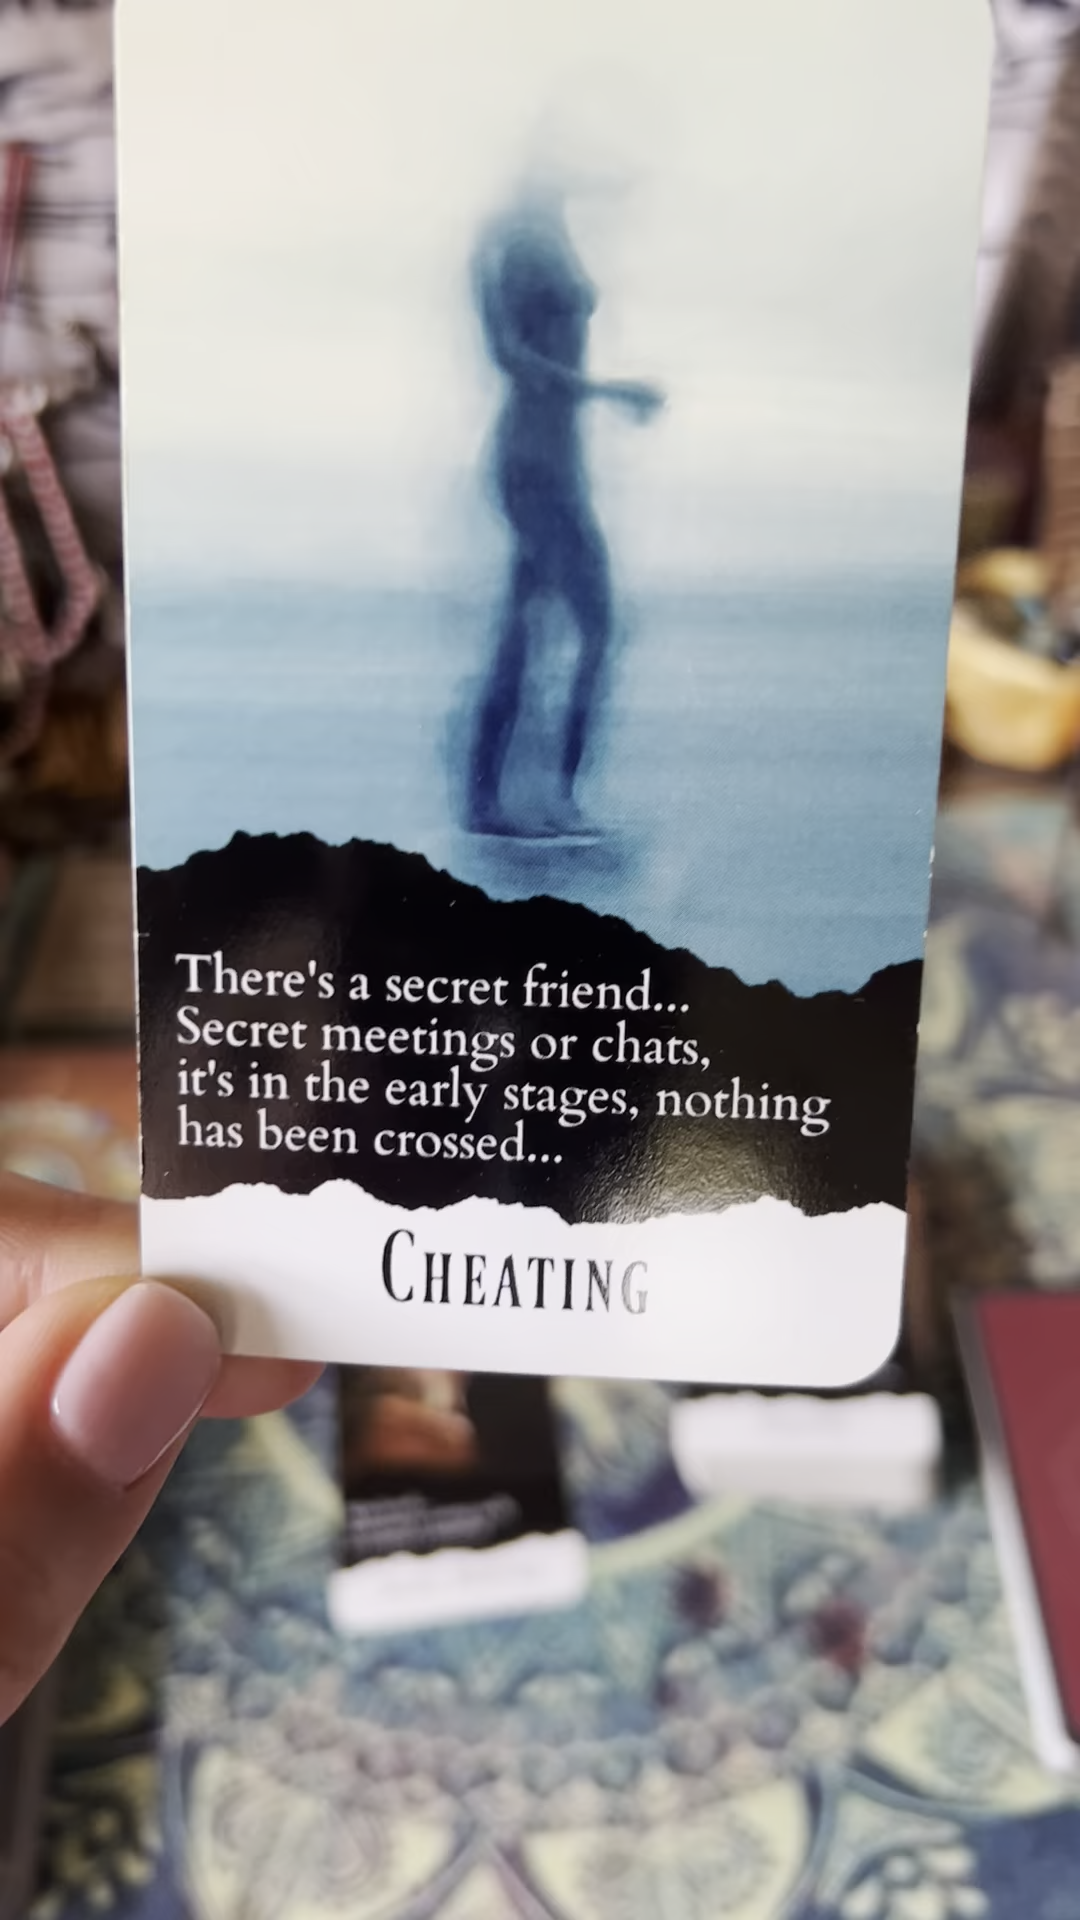 There's a secret friend...
Secret meetings or chats,
it's in the early stages, nothing
has been crossed...
CHEATING